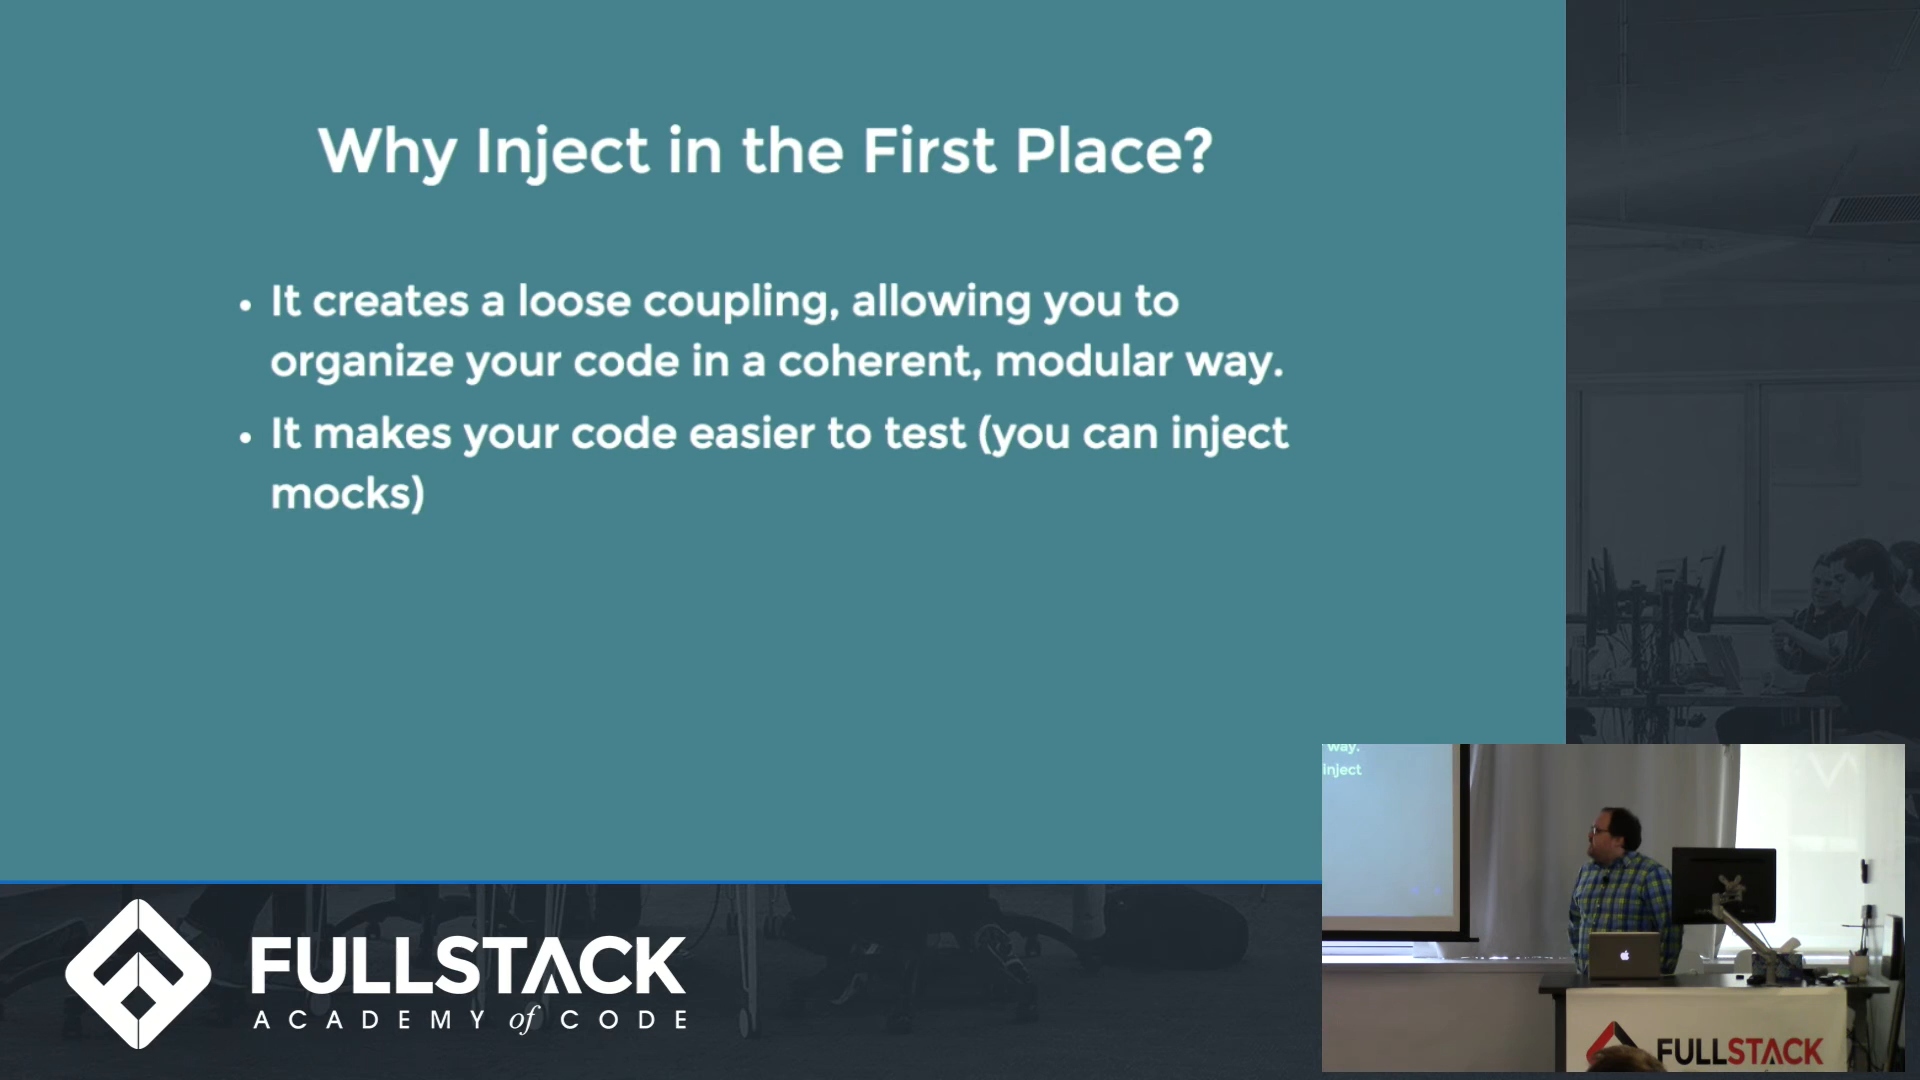 Why Inject in the First Place?
• It creates a loose coupling, allowing you to
organize your code in a coherent, modular way.
• It makes your code easier to test (you can inject
mocks)
way.
inject
FULLSTACK
ACADEMY of CODE
FULLSTACK